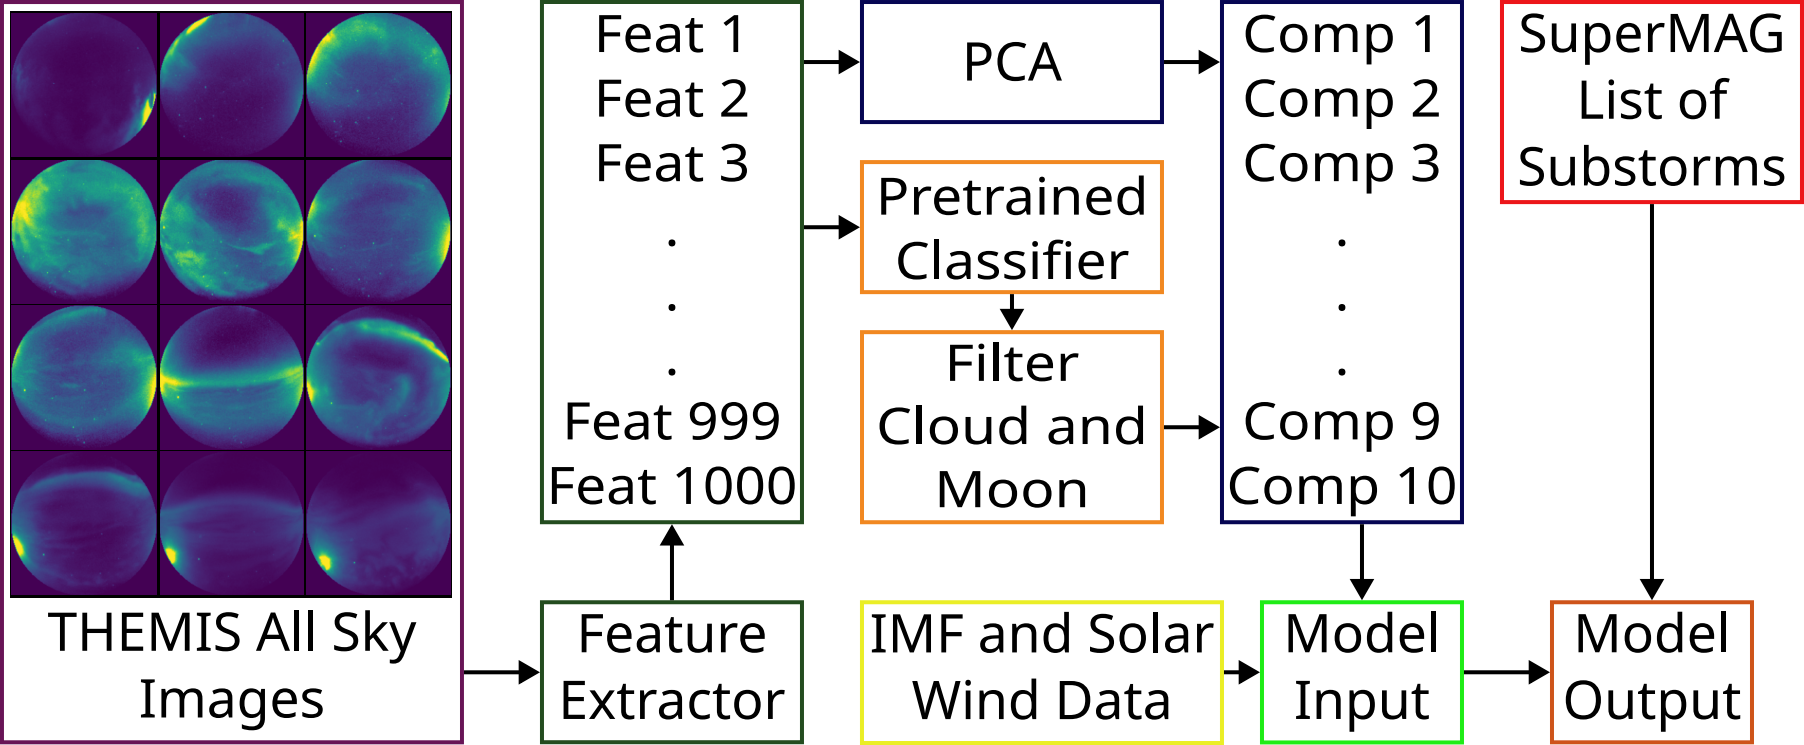 THEMIS All Sky
Images
Feature
Extractor
Feat 1
Feat 2
Feat 3
.
.
.
Feat 999
Feat 1000
PCA
Pretrained
Classifier
Filter
Cloud and
Moon
Comp 1
Comp 2
Comp 3
.
.
.
Comp 9
Comp 10
IMF and Solar
Wind Data
Model
Input
SuperMAG
List of
Substorms
Model
Output